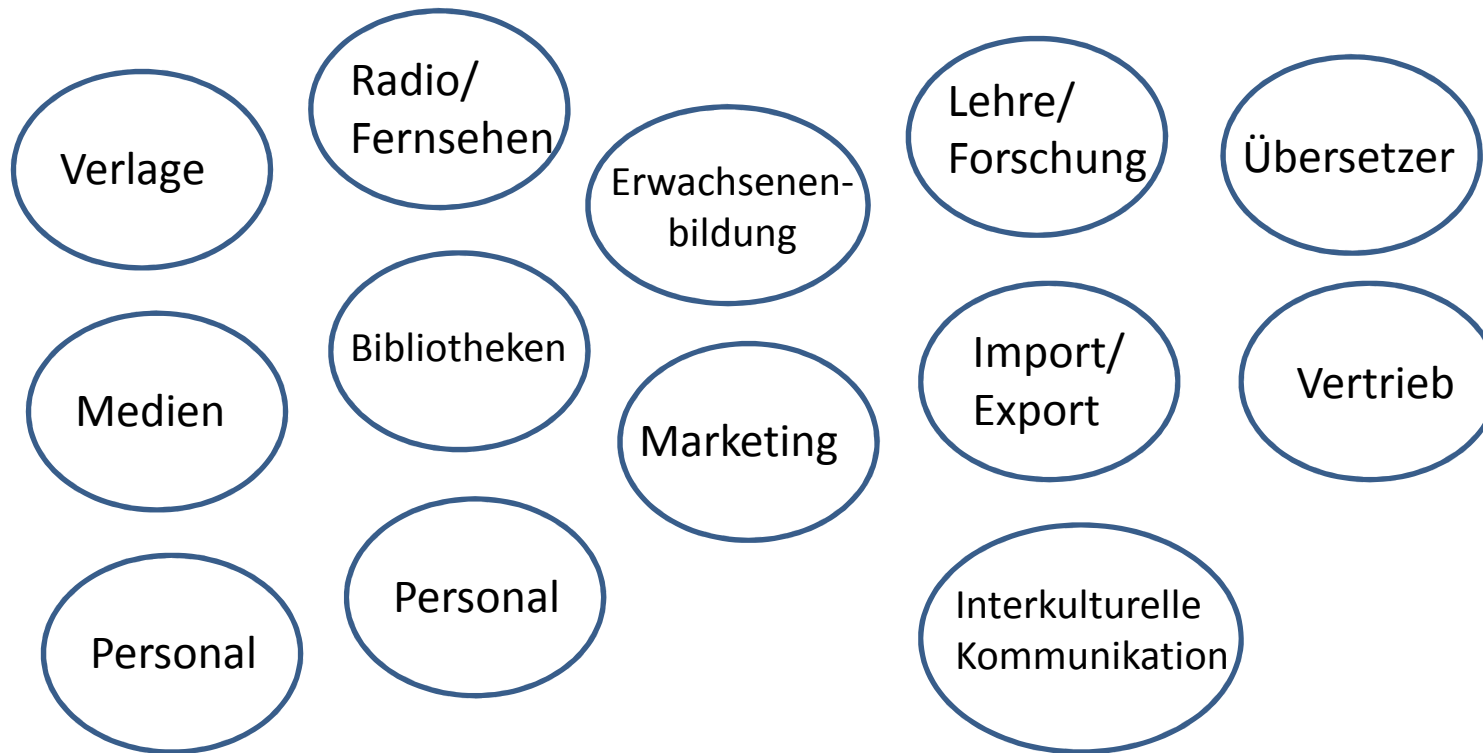 Verlage
Radio/
Fernsehen
Erwachsenen-
bildung
Lehre/
Forschung
Übersetzer
Medien
Bibliotheken
Marketing
Import/
Export
Vertrieb
Personal
Personal
Interkulturelle
Kommunikation